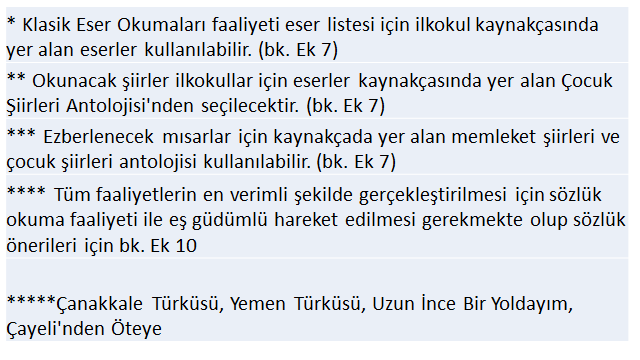 * Klasik Eser Okumaları faaliyeti eser listesi için ilkokul kaynakçasında
yer alan eserler kullanılabilir. (bk. Ek 7)
** Okunacak şiirler ilkokullar için eserler kaynakçasında yer alan Çocuk
Şiirleri Antolojisi'nden seçilecektir. (bk. Ek 7)
*** Ezberlenecek mısarlar için kaynakçada yer alan memleket şiirleri ve
çocuk şiirleri antolojisi kullanılabilir. (bk. Ek 7)
**** Tüm faaliyetlerin en verimli şekilde gerçekleştirilmesi için sözlük
okuma faaliyeti ile eş güdümlü hareket edilmesi gerekmekte olup sözlük
önerileri için bk. Ek 10
*****Çanakkale Türküsü, Yemen Türküsü, Uzun İnce Bir Yoldayım,
Çayeli'nden Öteye